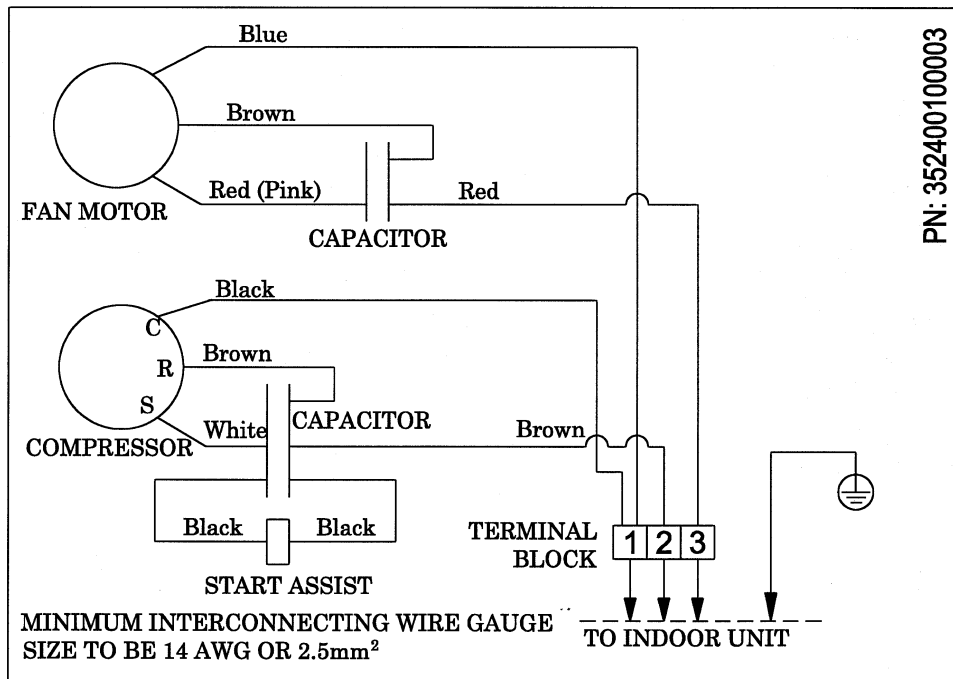 Blue
PN: 352400100003
Brown
Red (Pink)
Red
FAN MOTOR
CAPACITOR
Black
C
Brown
R
S
CAPACITOR
White
Brown
COMPRESSOR
Black
Black
TERMINAL
BLOCK
1 2 3
START ASSIST
MINIMUM INTERCONNECTING WIRE GAUGE
SIZE TO BE 14 AWG OR 2.5mm²
TO INDOOR UNIT